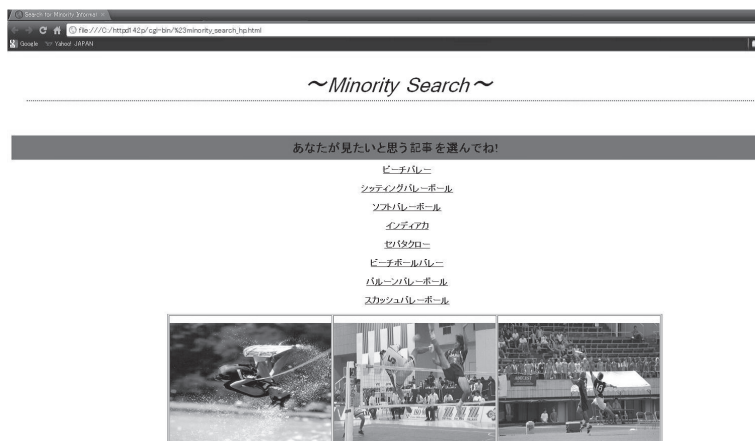 Search for Minority Informat
file:///C:/httpd142p/cgi-bin/%23minority_search_hp.html
Google Yahoo! JAPAN
～Minority Search～
あなたが見たいと思う記事を選んでね!
ビーチバレー
シッティングバレーボール
ソフトバレーボール
インディアカ
セパタクロー
ビーチボールバレー
バルーンバレーボール
スカッシュバレーボール